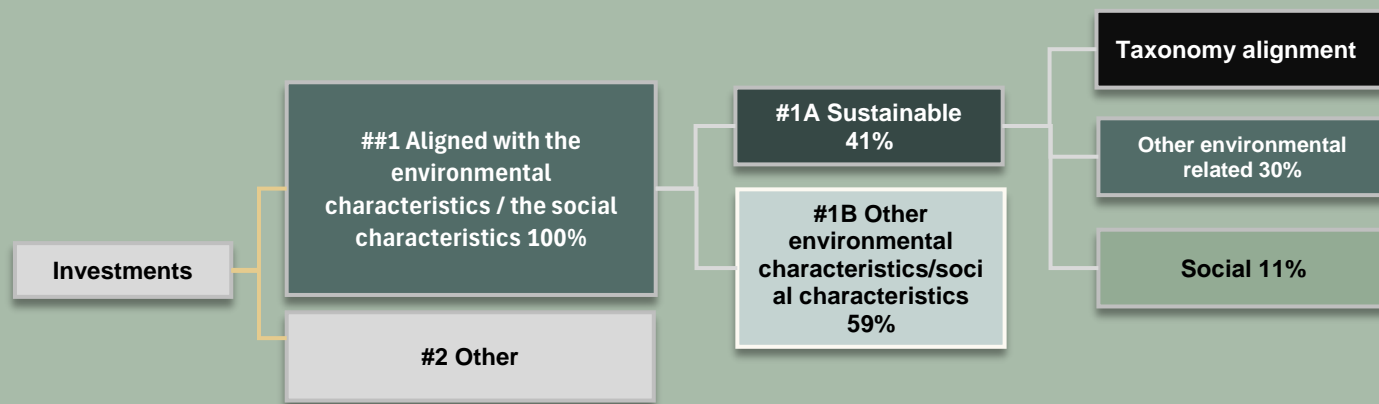 Investments
##1 Aligned with the
environmental
characteristics / the social
characteristics 100%
#2 Other
#1A Sustainable
41%
#1B Other
environmental
characteristics/soci
al characteristics
59%
Taxonomy alignment
Other environmental
related 30%
Social 11%